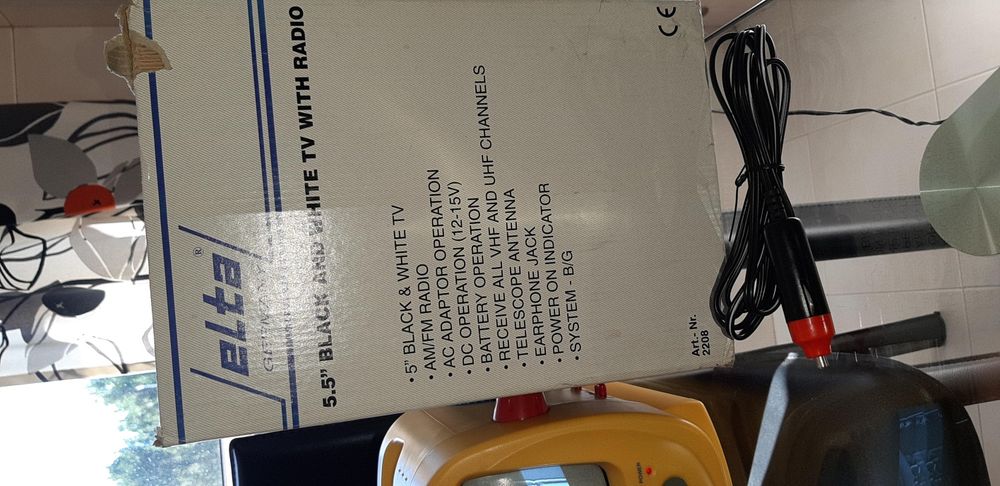 elta®
GERMANY
5.5" BLACK AND WHITE TV WITH RADIO
• 5" BLACK & WHITE TV
• AM/FM RADIO
• AC ADAPTOR OPERATION
• DC OPERATION (12-15V)
• BATTERY OPERATION
• RECEIVE ALL VHF AND UHF CHANNELS
• TELESCOPE ANTENNA
• EARPHONE JACK
• POWER ON INDICATOR
• SYSTEM - B/G
Art.- Nr.
2208
CE
POWER